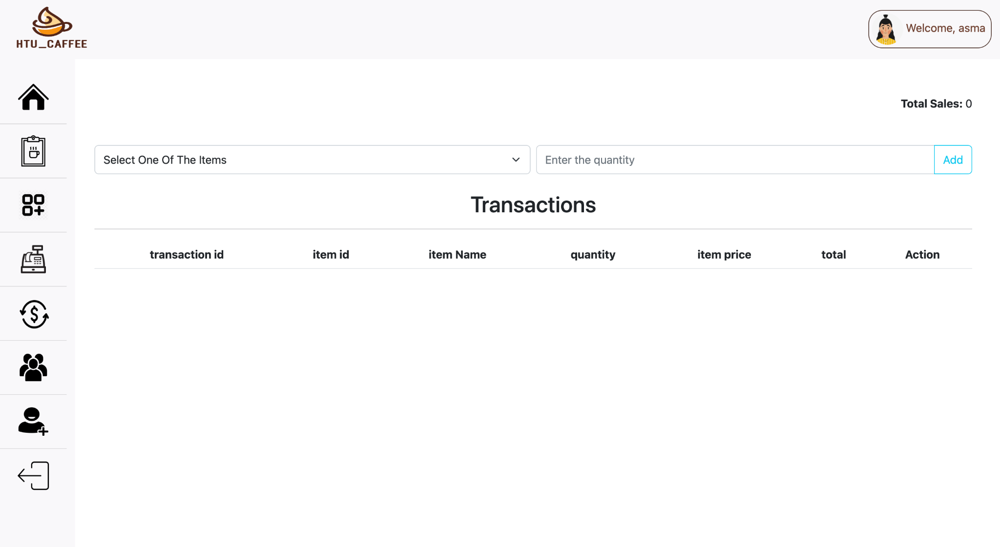 HTU_CAFFEE
Welcome, asma
Total Sales: 0
Select One Of The Items
Enter the quantity
Add
Transactions
transaction id item id item Name quantity item price total Action